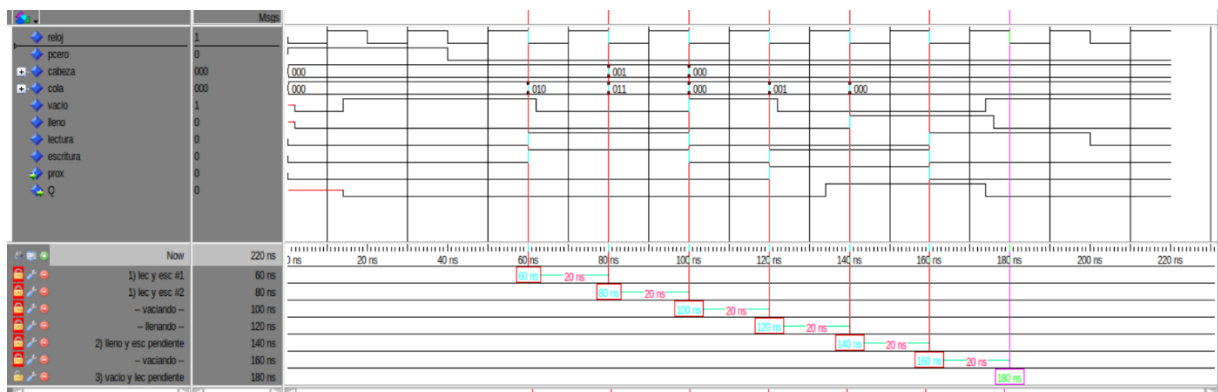 Msgs
reloj 1
pcero 0
cabeza 000 000 001 000
cola 000 000 010 011 000 001 000
vacio 1
lleno 0
lectura 0
escritura 0
prox 0
Q 0
Now 220 ns 0 ns 20 ns 40 ns 60 ns 80 ns 100 ns 120 ns 140 ns 160 ns 180 ns 200 ns 220 ns
1) lec y esc #1 60 ns 60 ns 20 ns
1) lec y esc #2 80 ns 80 ns 20 ns
-- vaciando -- 100 ns 100 ns 20 ns
-- llenando -- 120 ns 120 ns 20 ns
2) lleno y esc pendiente 140 ns 140 ns 20 ns
-- vaciando -- 160 ns 160 ns 20 ns
3) vacio y lec pendiente 180 ns 180 ns